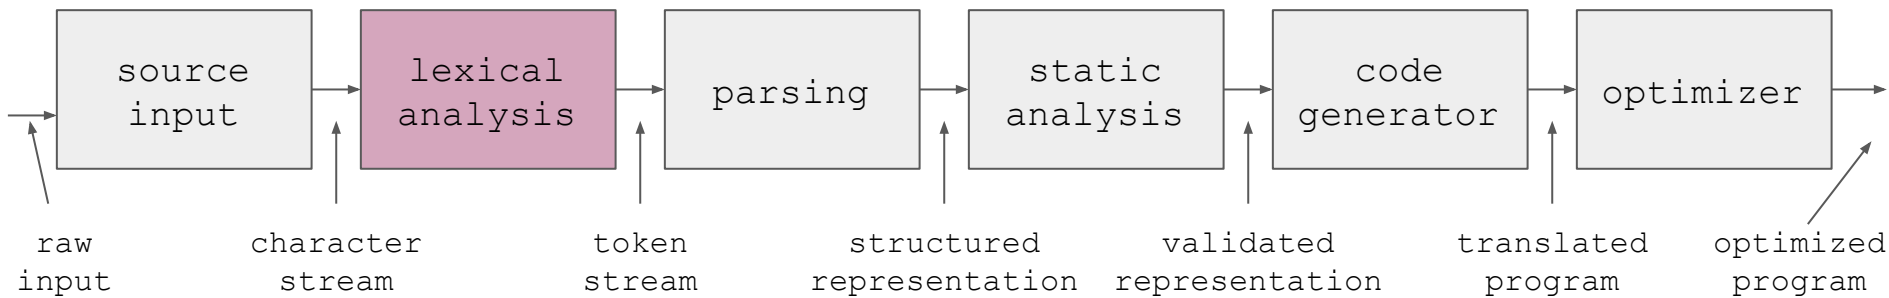 source
input
lexical
analysis
parsing
static
analysis
code
generator
optimizer
raw
input
character
stream
token
stream
structured
representation
validated
representation
translated
program
optimized
program